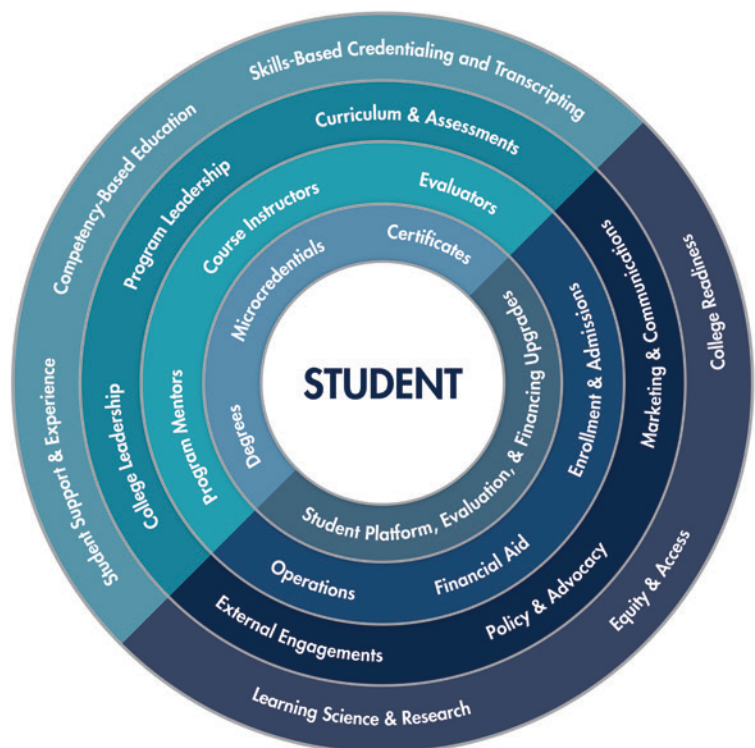 Skills-Based Credentialing and Transcripting
Competency-Based Education
Student Support & Experience
Curriculum & Assessments
Program Leadership
College Leadership
Evaluators
Course Instructors
Program Mentors
Certificates
Microcredentials
Degrees
STUDENT
Student Platform, Evaluation, & Financing Upgrades
Enrollment & Admissions
Financial Aid
Operations
Marketing & Communications
Policy & Advocacy
External Engagements
College Readiness
Equity & Access
Learning Science & Research